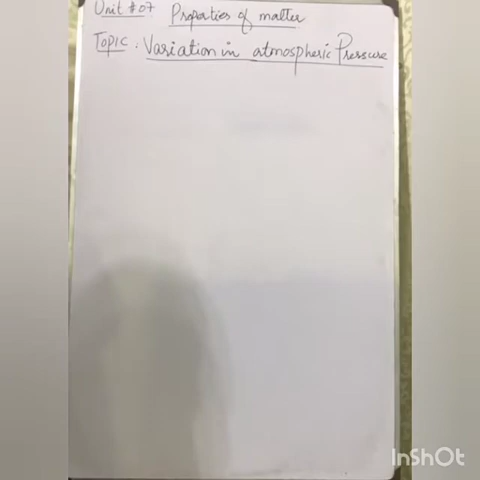 Unit # 07 Properties of matter
Topic : Variation in atmospheric Pressure
InShOt